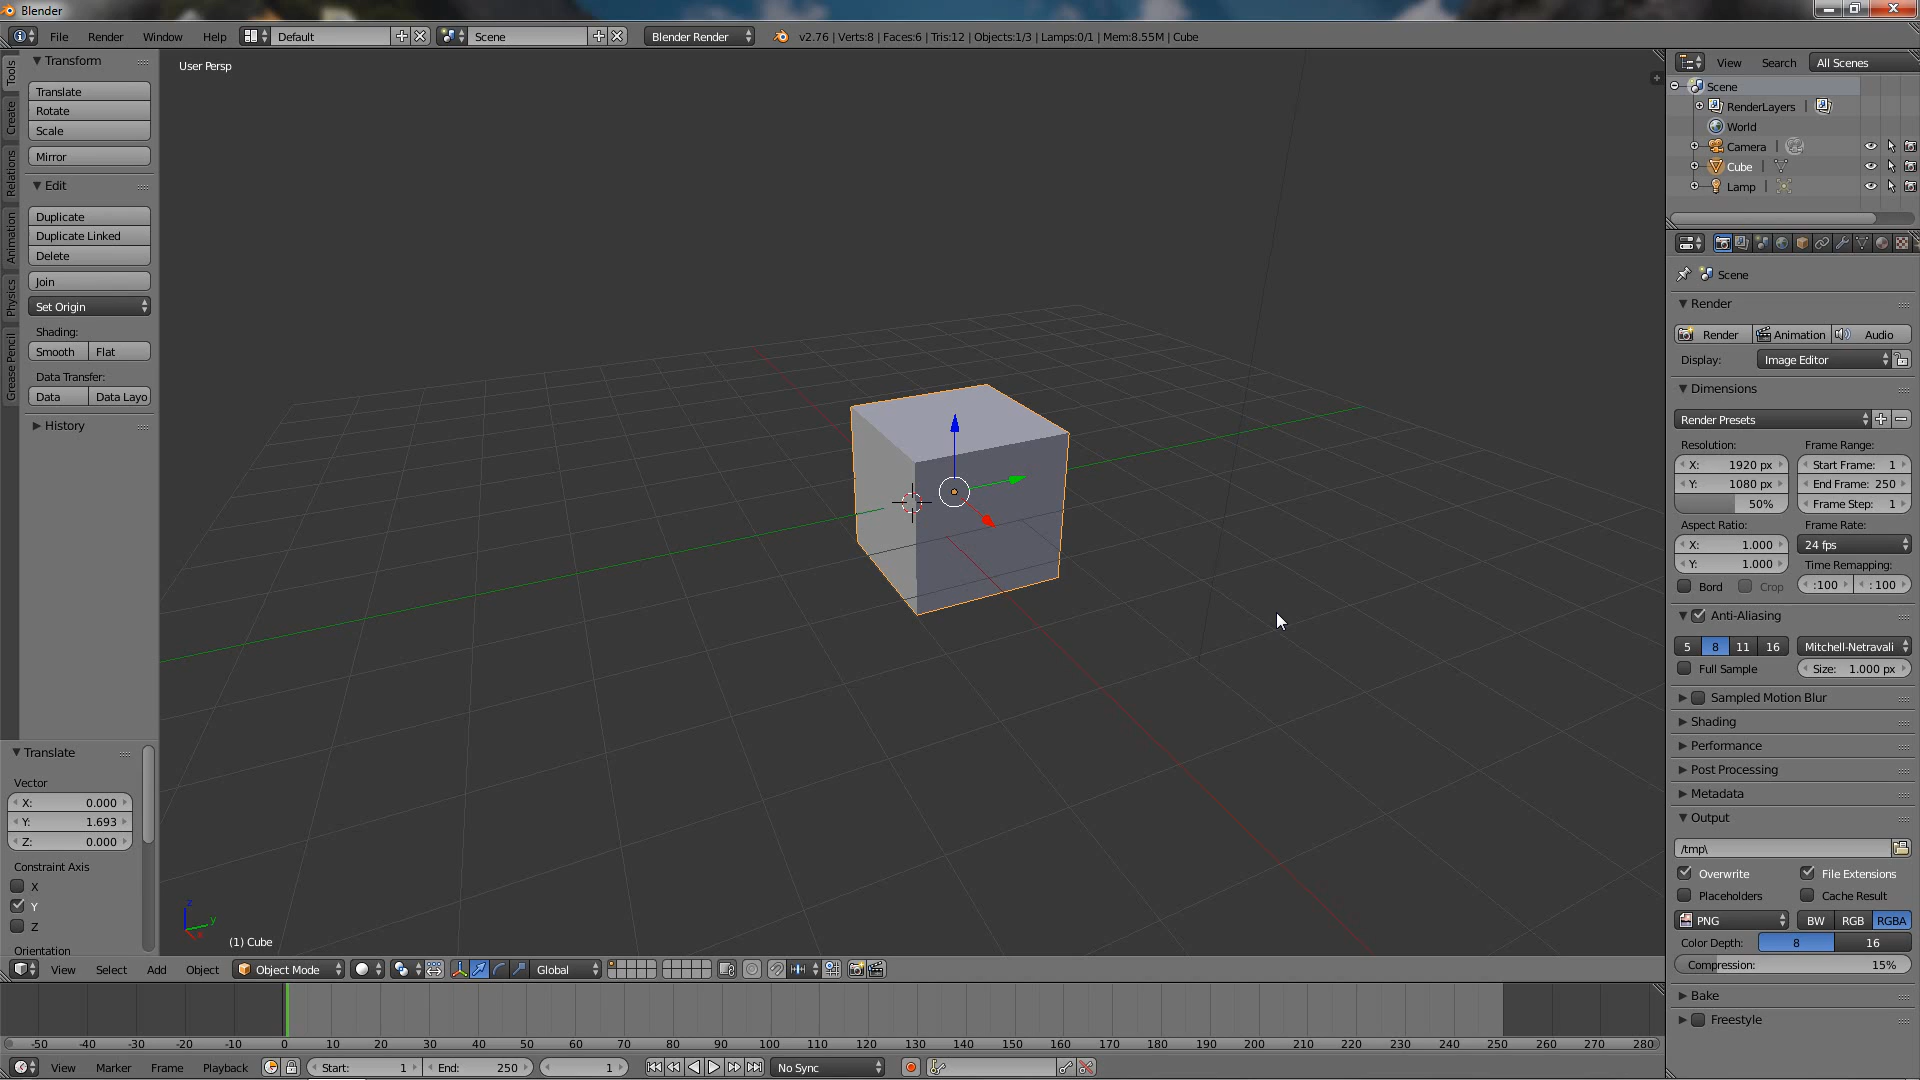 Blender
File Render Window Help Default Scene Blender Render v2.76 | Verts:8 | Faces:6 | Tris:12 | Objects:1/3 | Lamps:0/1 | Mem:8.55M | Cube
Tools
Create
Relations
Animation
Physics
Grease Pencil
Transform
Translate
Rotate
Scale
Mirror
Edit
Duplicate
Duplicate Linked
Delete
Join
Set Origin
Shading:
Smooth Flat
Data Transfer:
Data Data Layo
History
Translate
Vector
X: 0.000
Y: 1.693
Z: 0.000
Constraint Axis
X
Y
Z
Orientation
User Persp
z
y
x
(1) Cube
View Select Add Object Object Mode Global
-50 -40 -30 -20 -10 0 10 20 30 40 50 60 70 80 90 100 110 120 130 140 150 160 170 180 190 200 210 220 230 240 250 260 270 280
View Marker Frame Playback Start: 1 End: 250 1 No Sync
View Search All Scenes
Scene
RenderLayers |
World
Camera |
Cube |
Lamp |
Scene
Render
Render Animation Audio
Display: Image Editor
Dimensions
Render Presets
Resolution: Frame Range:
X: 1920 px Start Frame: 1
Y: 1080 px End Frame: 250
50% Frame Step: 1
Aspect Ratio: Frame Rate:
X: 1.000 24 fps
Y: 1.000 Time Remapping:
Bord Crop :100 : 100
Anti-Aliasing
5 8 11 16 Mitchell-Netravali
Full Sample Size: 1.000 px
Sampled Motion Blur
Shading
Performance
Post Processing
Metadata
Output
/tmp\
Overwrite File Extensions
Placeholders Cache Result
PNG BW RGB RGBA
Color Depth: 8 16
Compression: 15%
Bake
Freestyle